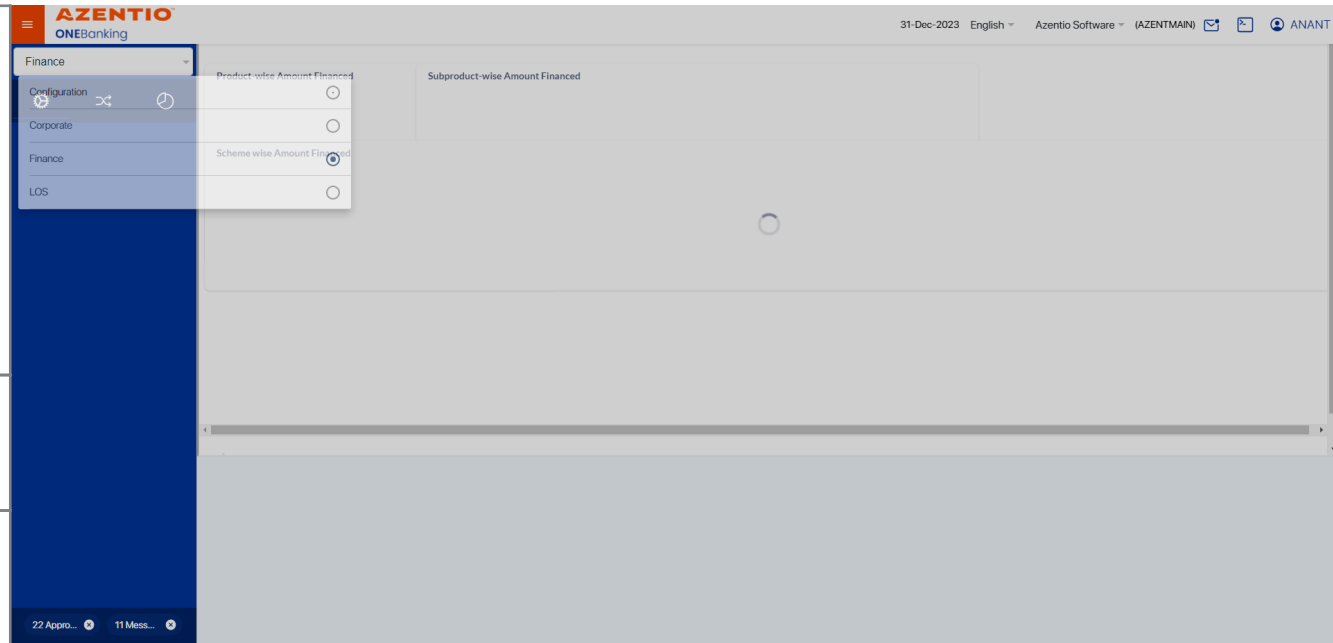 AZENTIO
ONEBanking
31-Dec-2023 English Azentio Software (AZENTMAIN) ANANT
Finance
Product-wise Amount Financed Subproduct-wise Amount Financed
Configuration
Corporate
Finance
Scheme wise Amount Financed
LOS
22 Appro... 11 Mess...